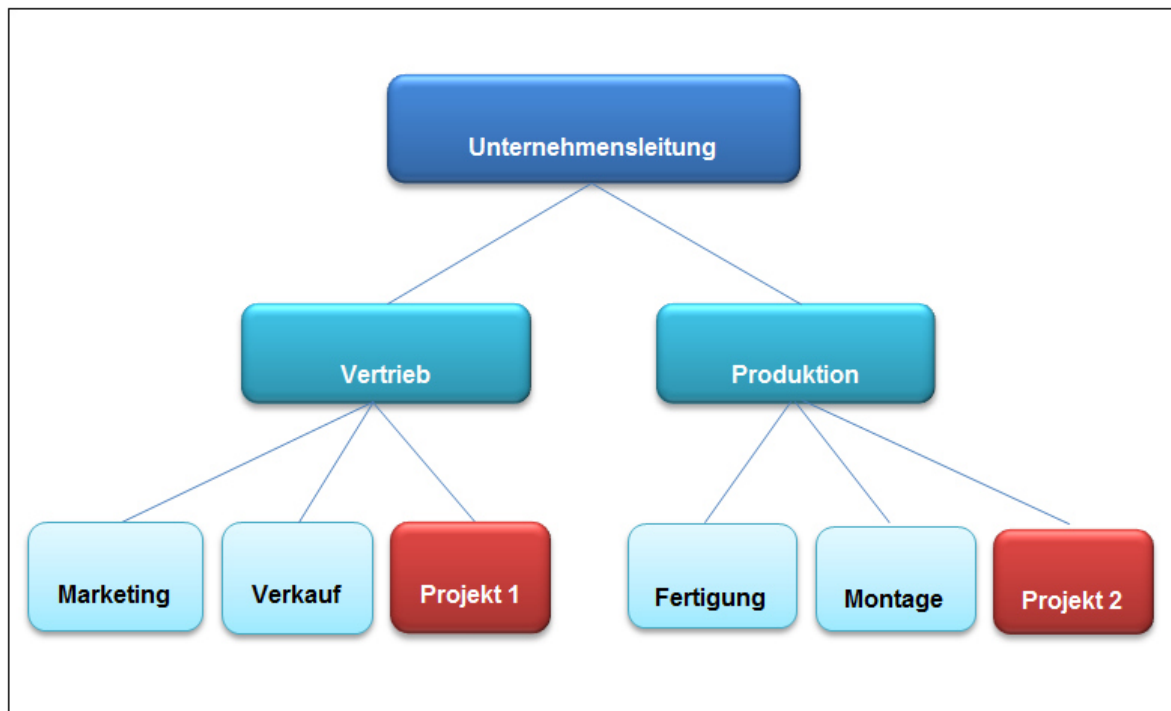 Unternehmensleitung
Vertrieb
Produktion
Marketing
Verkauf
Projekt 1
Fertigung
Montage
Projekt 2